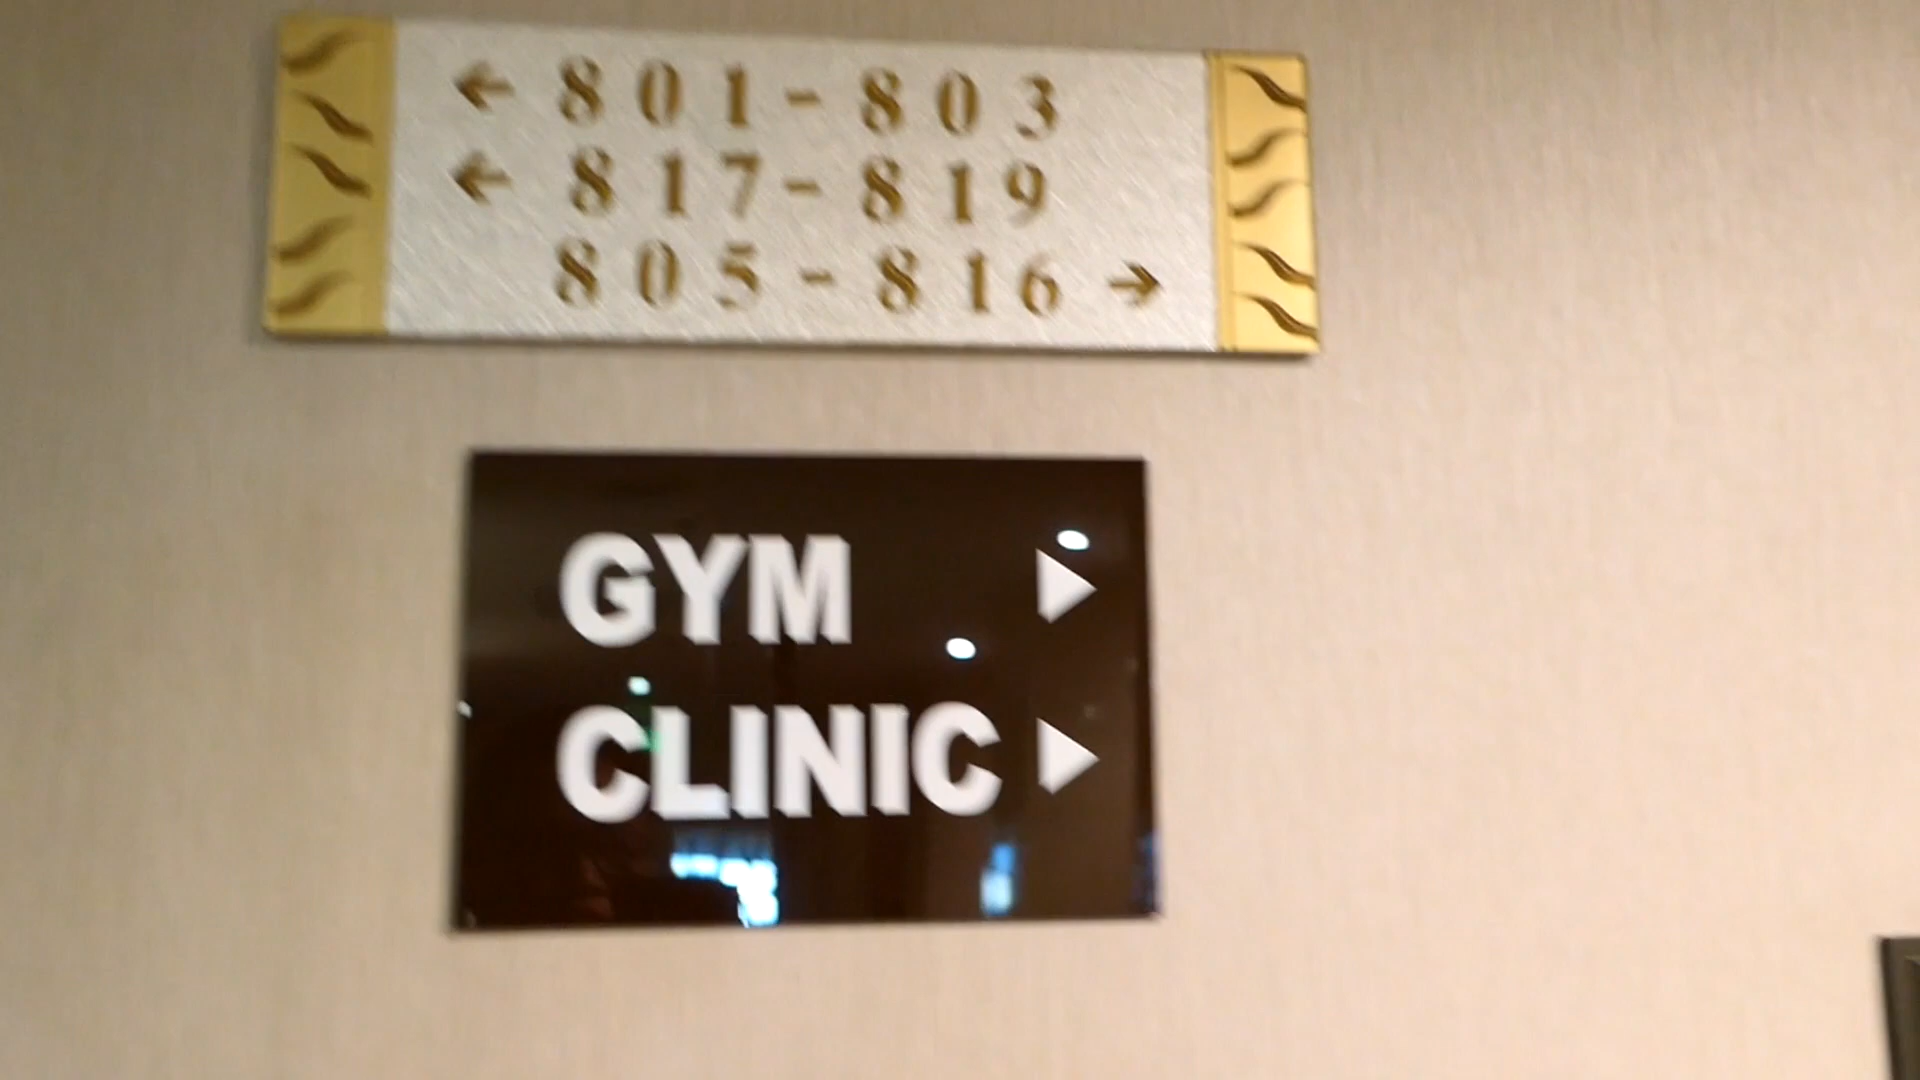 ← 801-803
← 817-819
805-816 →
GYM ▶
CLINIC ▶